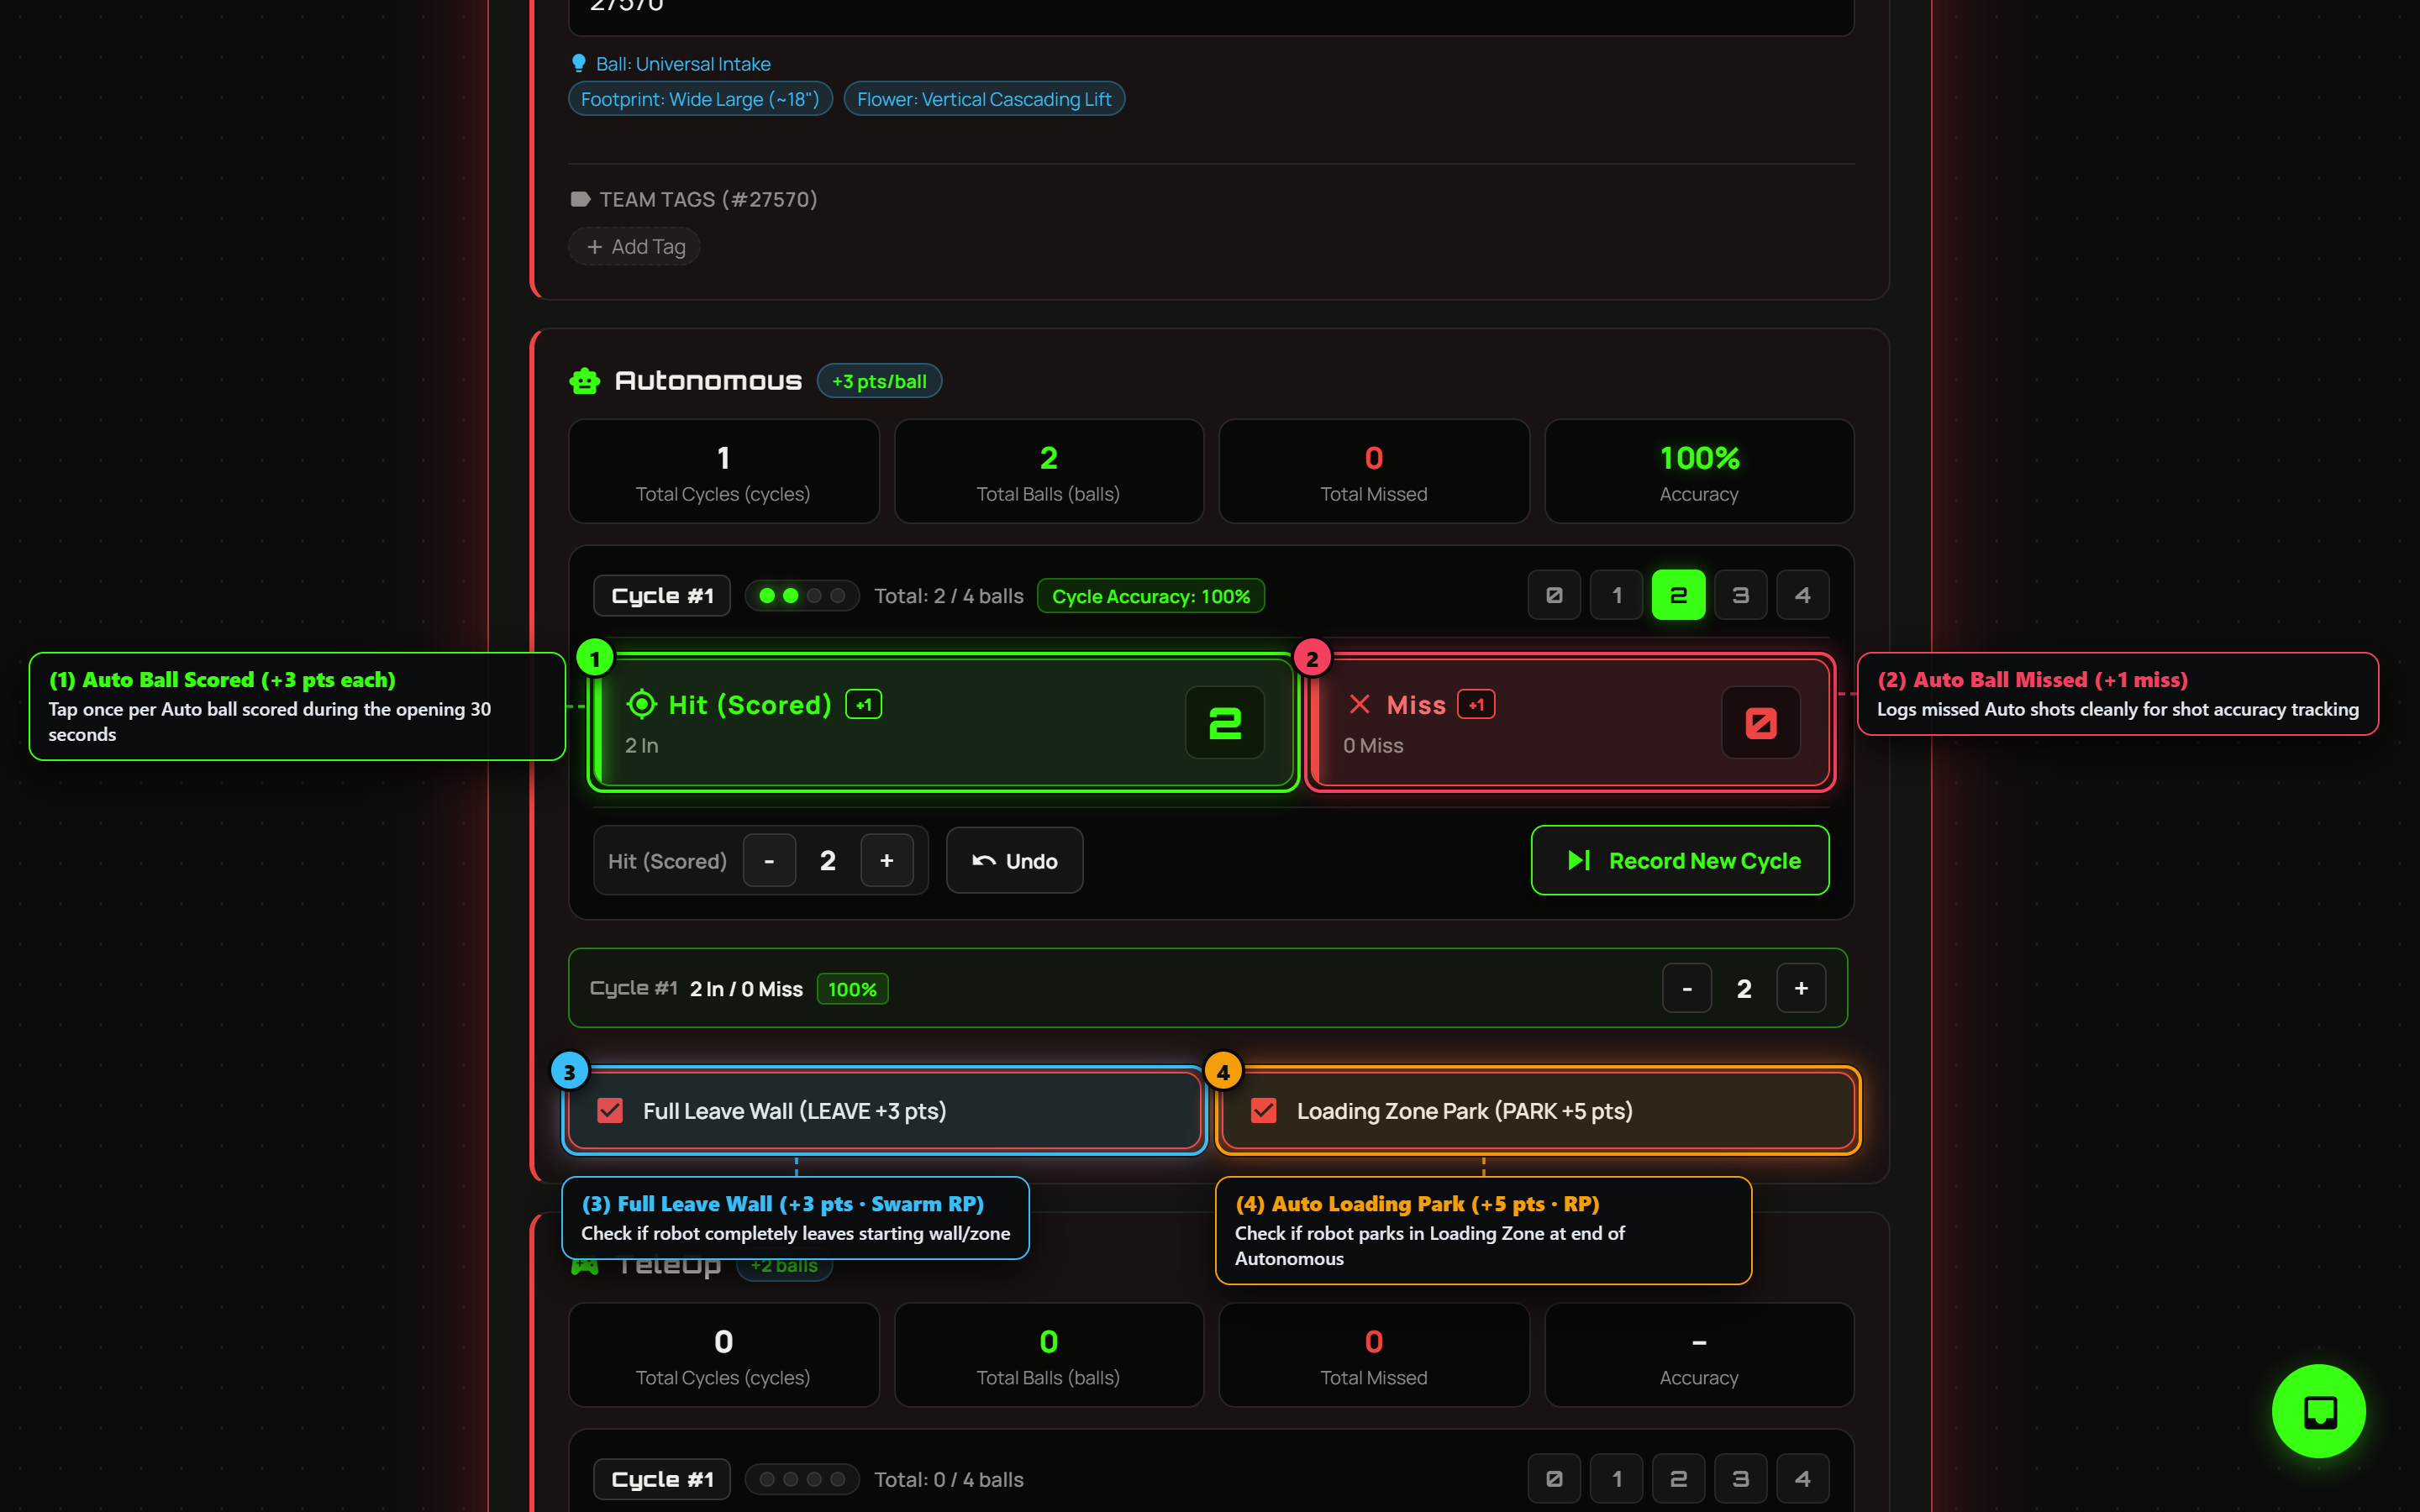 27570
Ball: Universal Intake
Footprint: Wide Large (~18")
Flower: Vertical Cascading Lift
TEAM TAGS (#27570)
+ Add Tag
Autonomous
+3 pts/ball
1
Total Cycles (cycles)
2
Total Balls (balls)
0
Total Missed
100%
Accuracy
Cycle #1
Total: 2 / 4 balls
Cycle Accuracy: 100%
0 1 2 3 4
(1) Auto Ball Scored (+3 pts each)
Tap once per Auto ball scored during the opening 30
seconds
1
Hit (Scored) +1
2 In
2
2
Miss +1
0 Miss
0
(2) Auto Ball Missed (+1 miss)
Logs missed Auto shots cleanly for shot accuracy tracking
Hit (Scored) - 2 +
Undo
Record New Cycle
Cycle #1 2 In / 0 Miss 100%
- 2 +
3
Full Leave Wall (LEAVE +3 pts)
4
Loading Zone Park (PARK +5 pts)
(3) Full Leave Wall (+3 pts · Swarm RP)
Check if robot completely leaves starting wall/zone
(4) Auto Loading Park (+5 pts · RP)
Check if robot parks in Loading Zone at end of
Autonomous
TeleOp
+2 balls
0
Total Cycles (cycles)
0
Total Balls (balls)
0
Total Missed
–
Accuracy
Cycle #1
Total: 0 / 4 balls
0 1 2 3 4